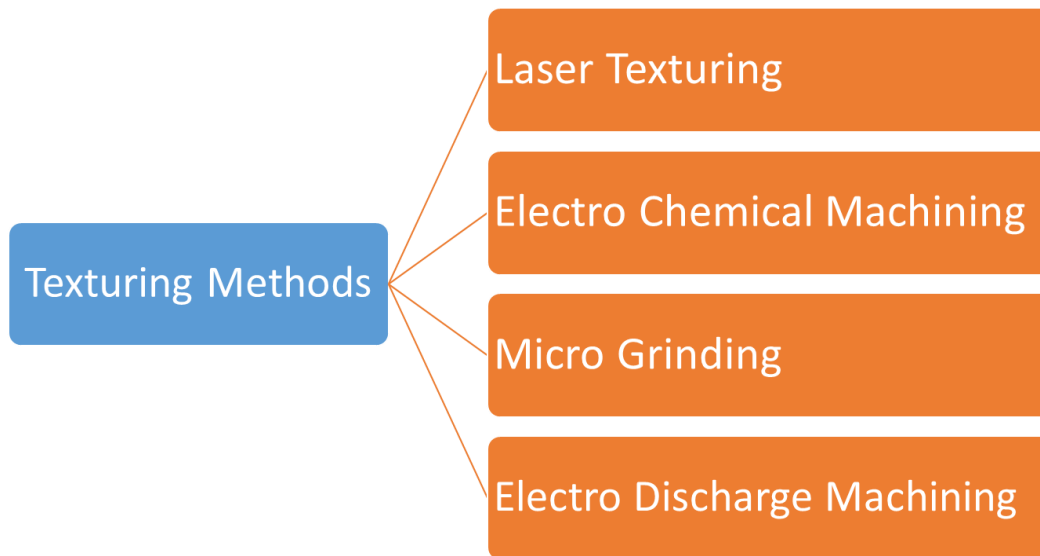 Laser Texturing
Electro Chemical Machining
Texturing Methods
Micro Grinding
Electro Discharge Machining